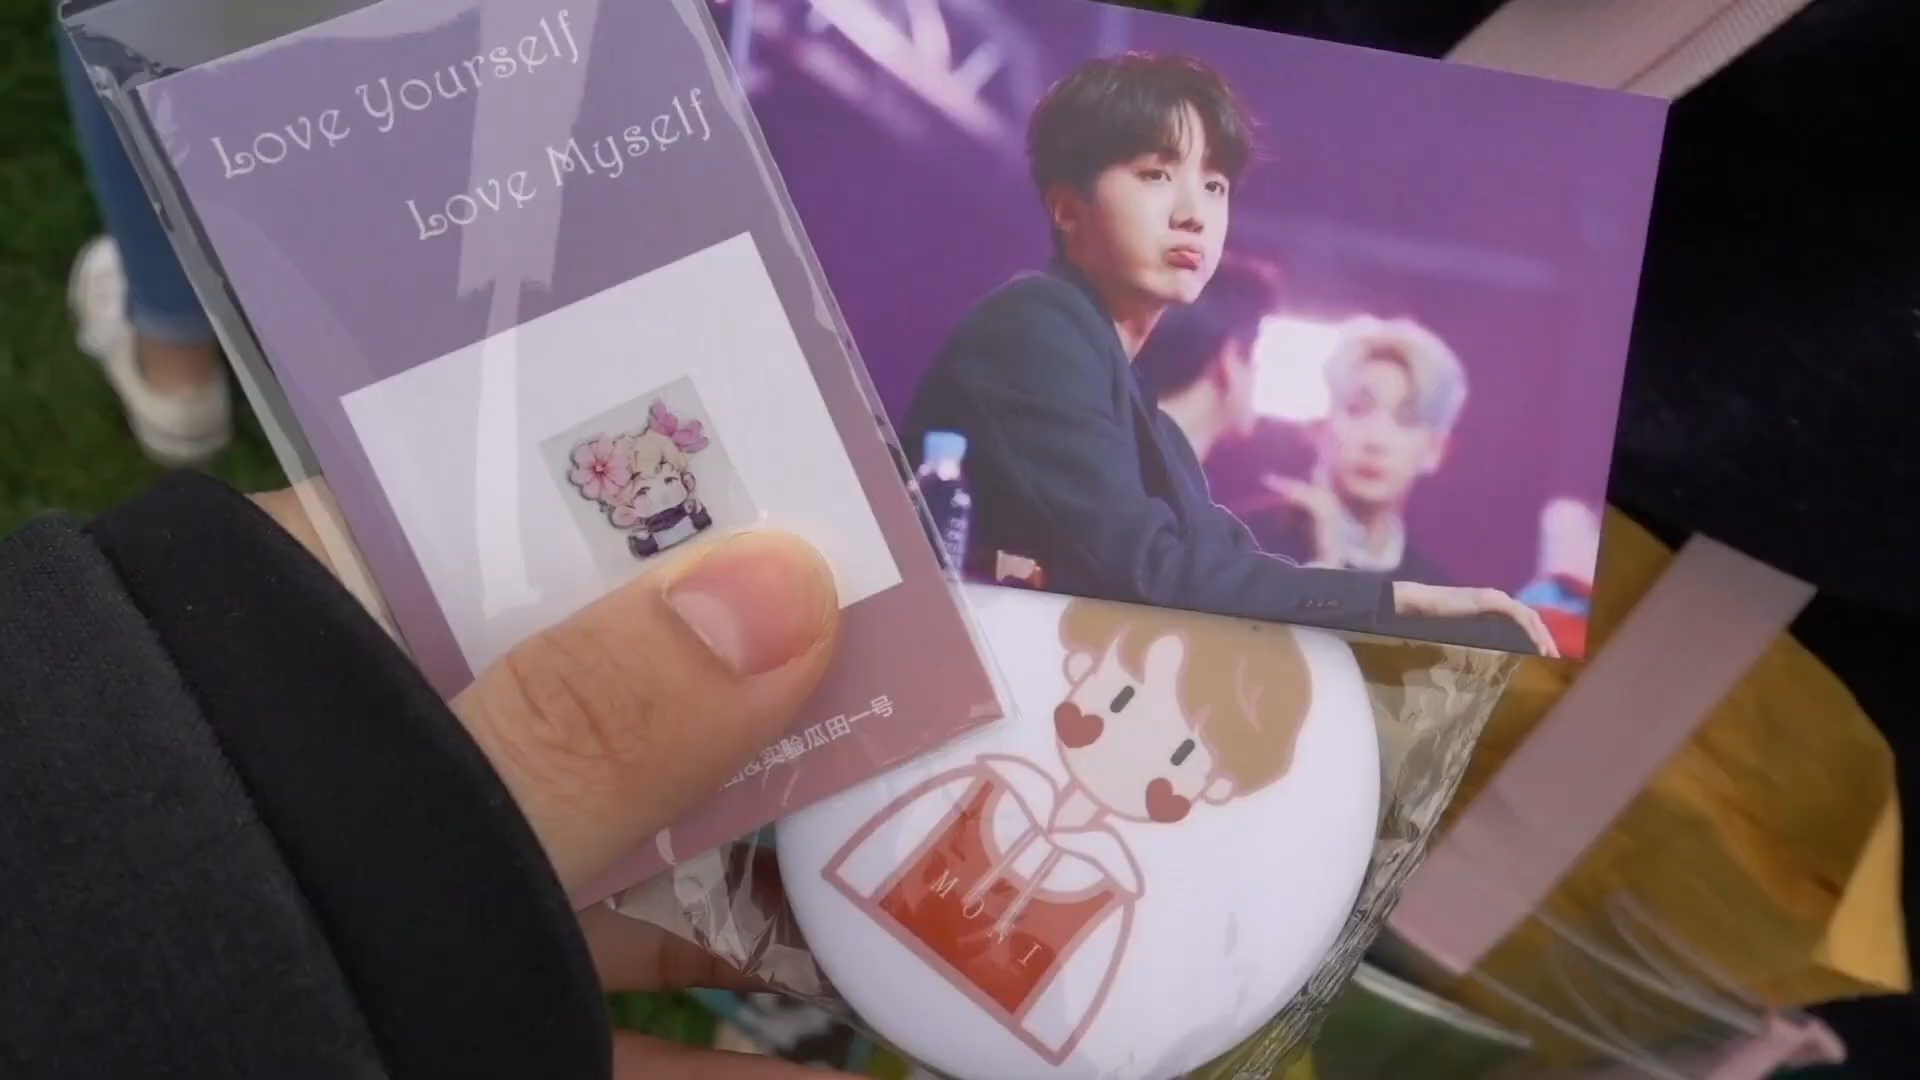 Love Yourself
Love Myself
&实验瓜田一号
MONI